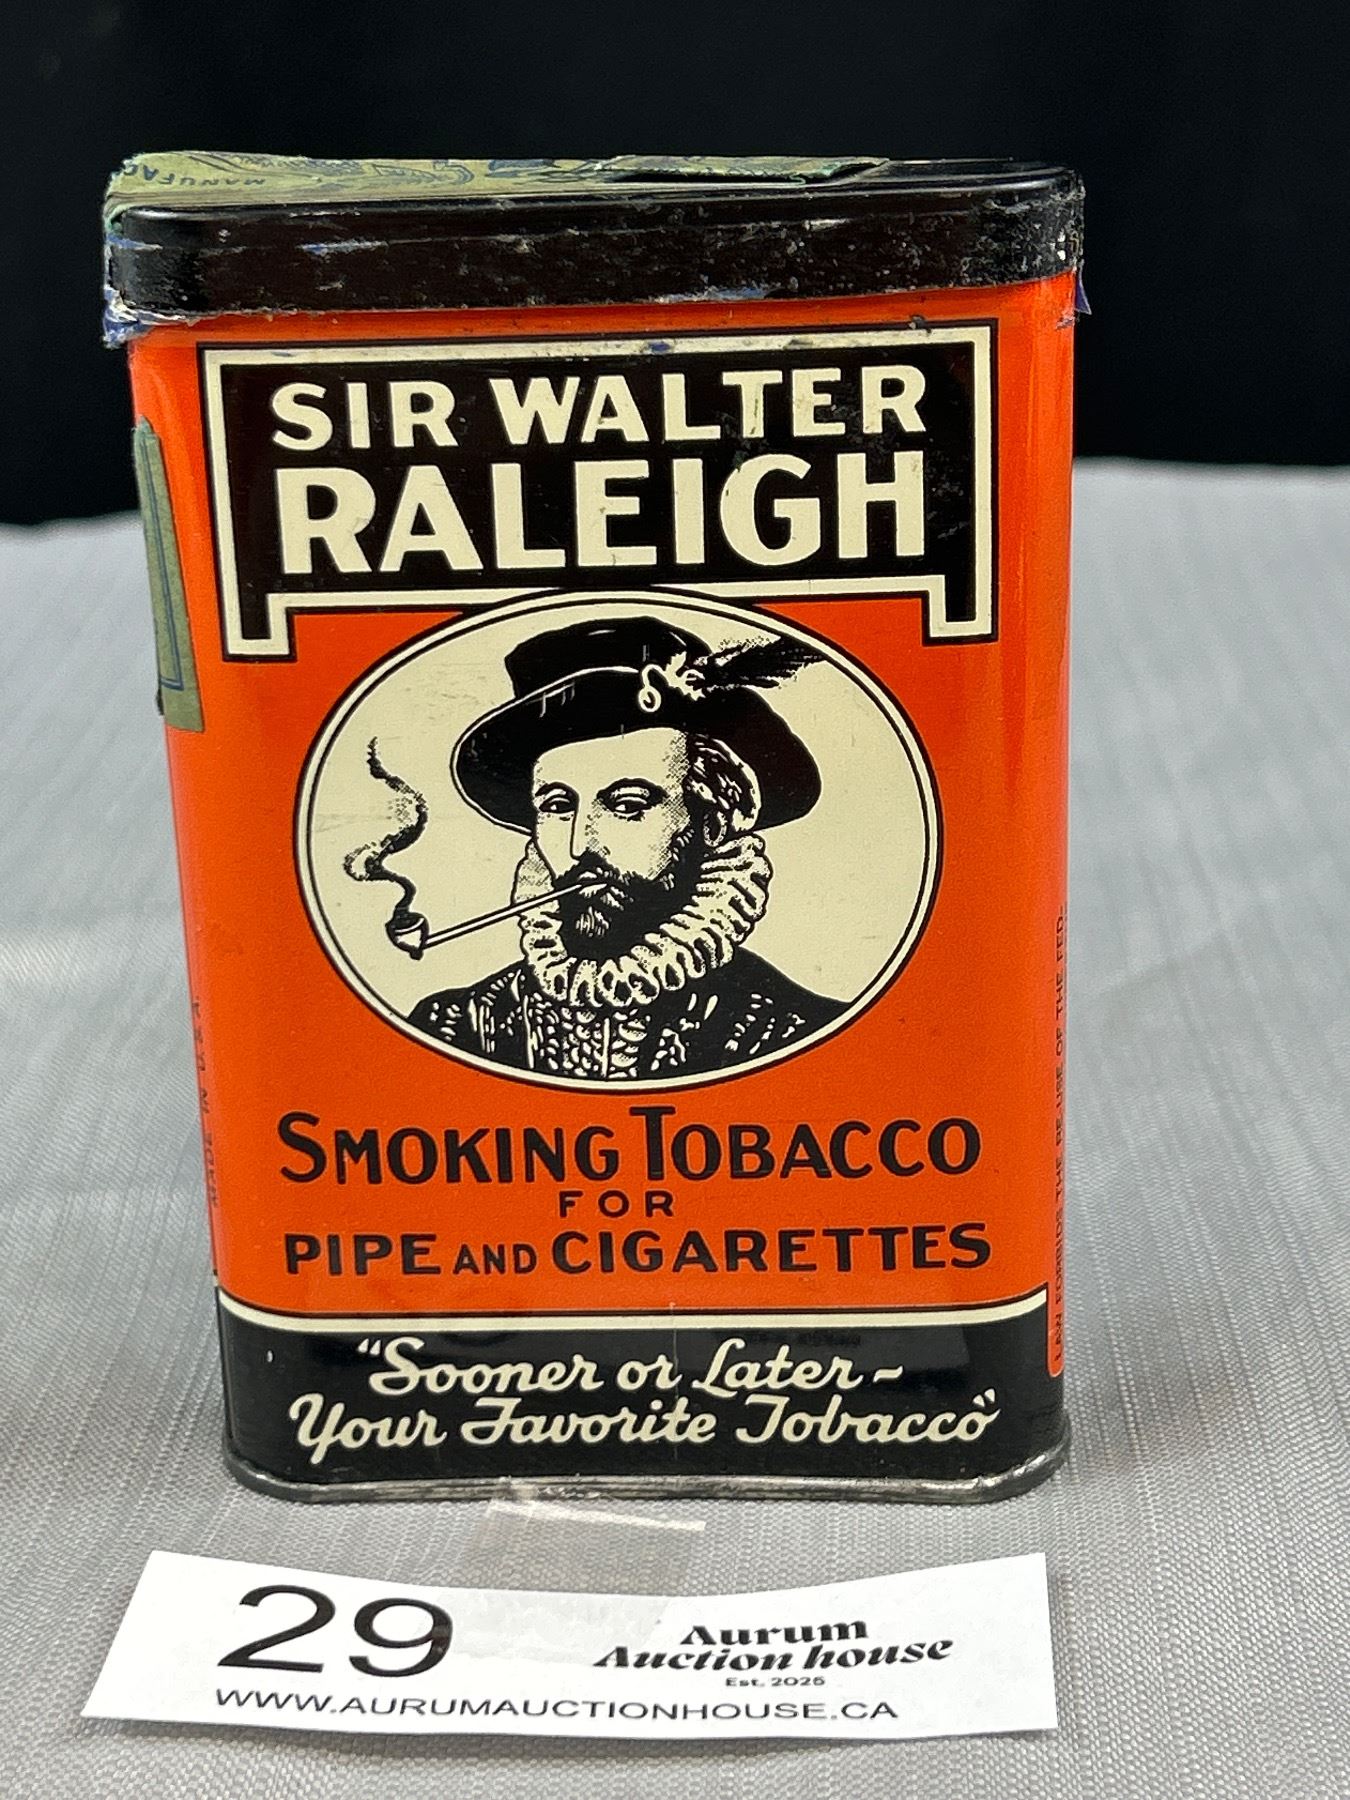 MANUFAC
SIR WALTER
RALEIGH
SMOKING TOBACCO
FOR
PIPE AND CIGARETTES
"Sooner or Later~
Your Favorite Tobacco"
MADE IN U.S.A.
LAW FORBIDS THE RE-USE OF THE FED-
29
Aurum
Auction house
Est. 2025
WWW.AURUMAUCTIONHOUSE.CA